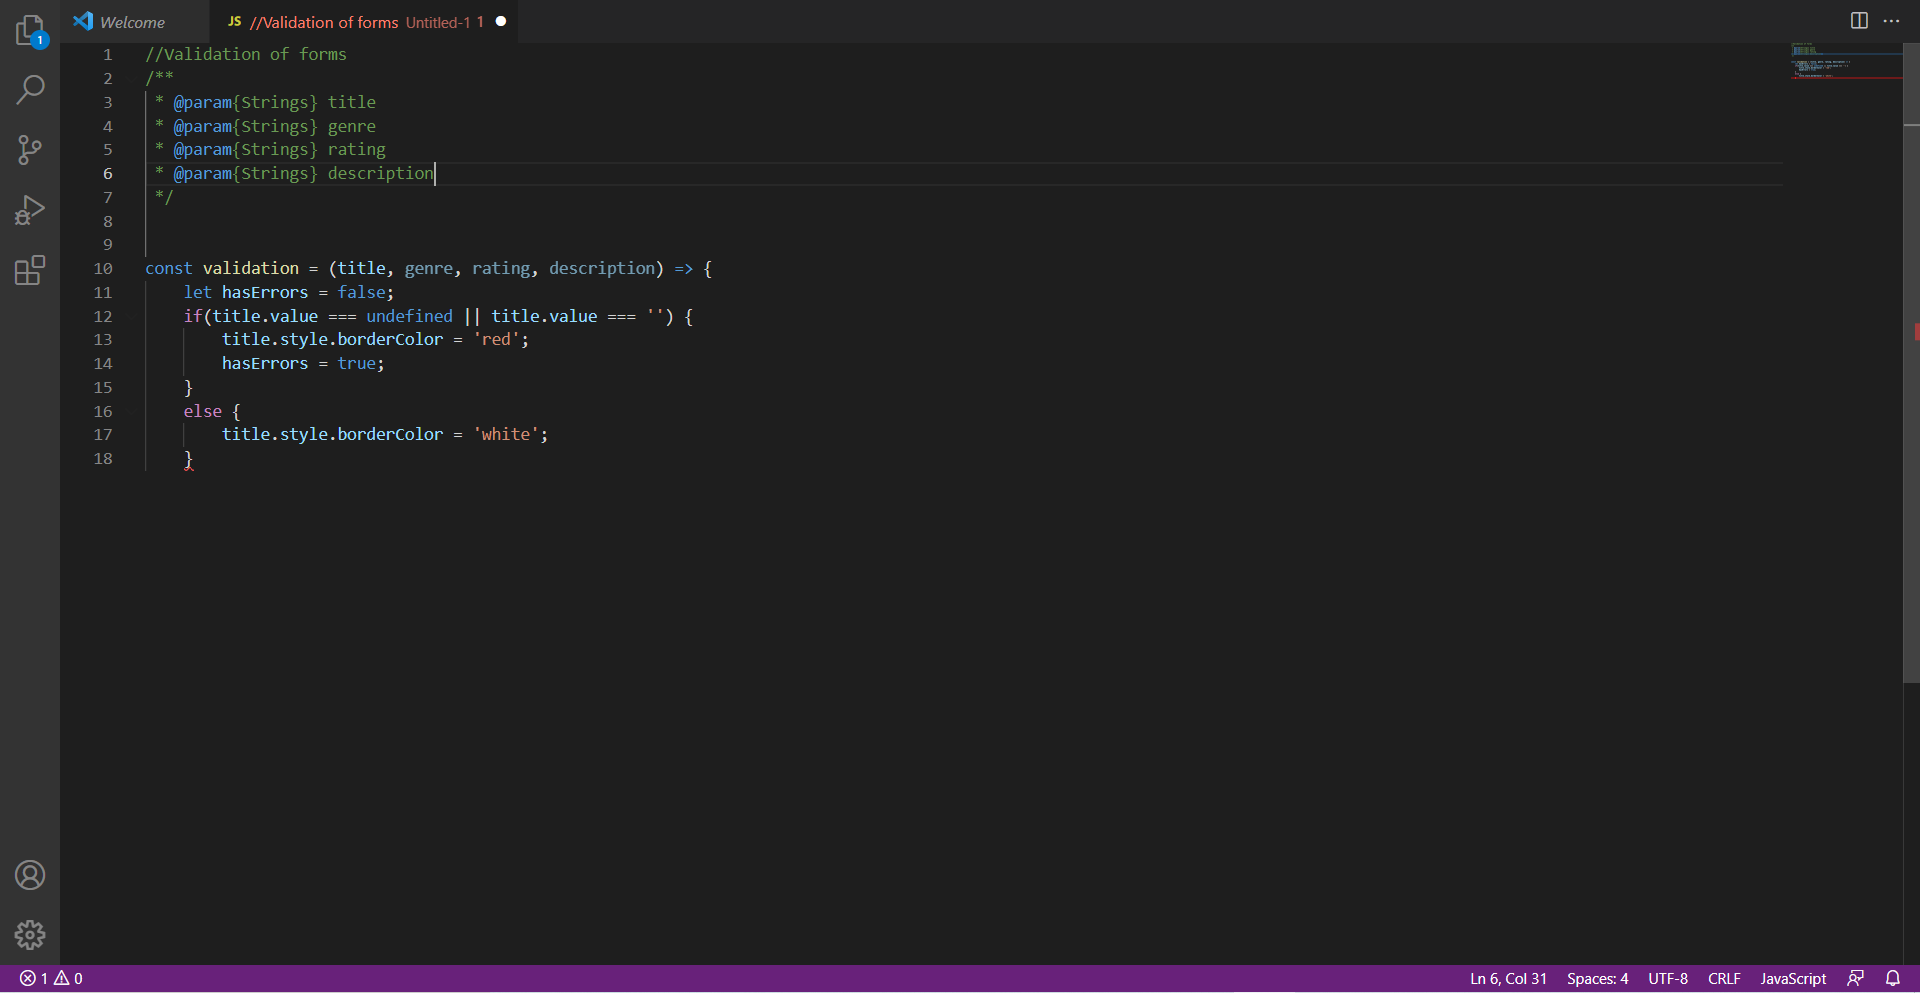 Welcome
JS //Validation of forms Untitled-1 1
1
1 //Validation of forms
2 /**
3  * @param{Strings} title
4  * @param{Strings} genre
5  * @param{Strings} rating
6  * @param{Strings} description
7  */
8
9
10 const validation = (title, genre, rating, description) => {
11     let hasErrors = false;
12     if(title.value === undefined || title.value === '') {
13         title.style.borderColor = 'red';
14         hasErrors = true;
15     }
16     else {
17         title.style.borderColor = 'white';
18     }
1 0 Ln 6, Col 31 Spaces: 4 UTF-8 CRLF JavaScript